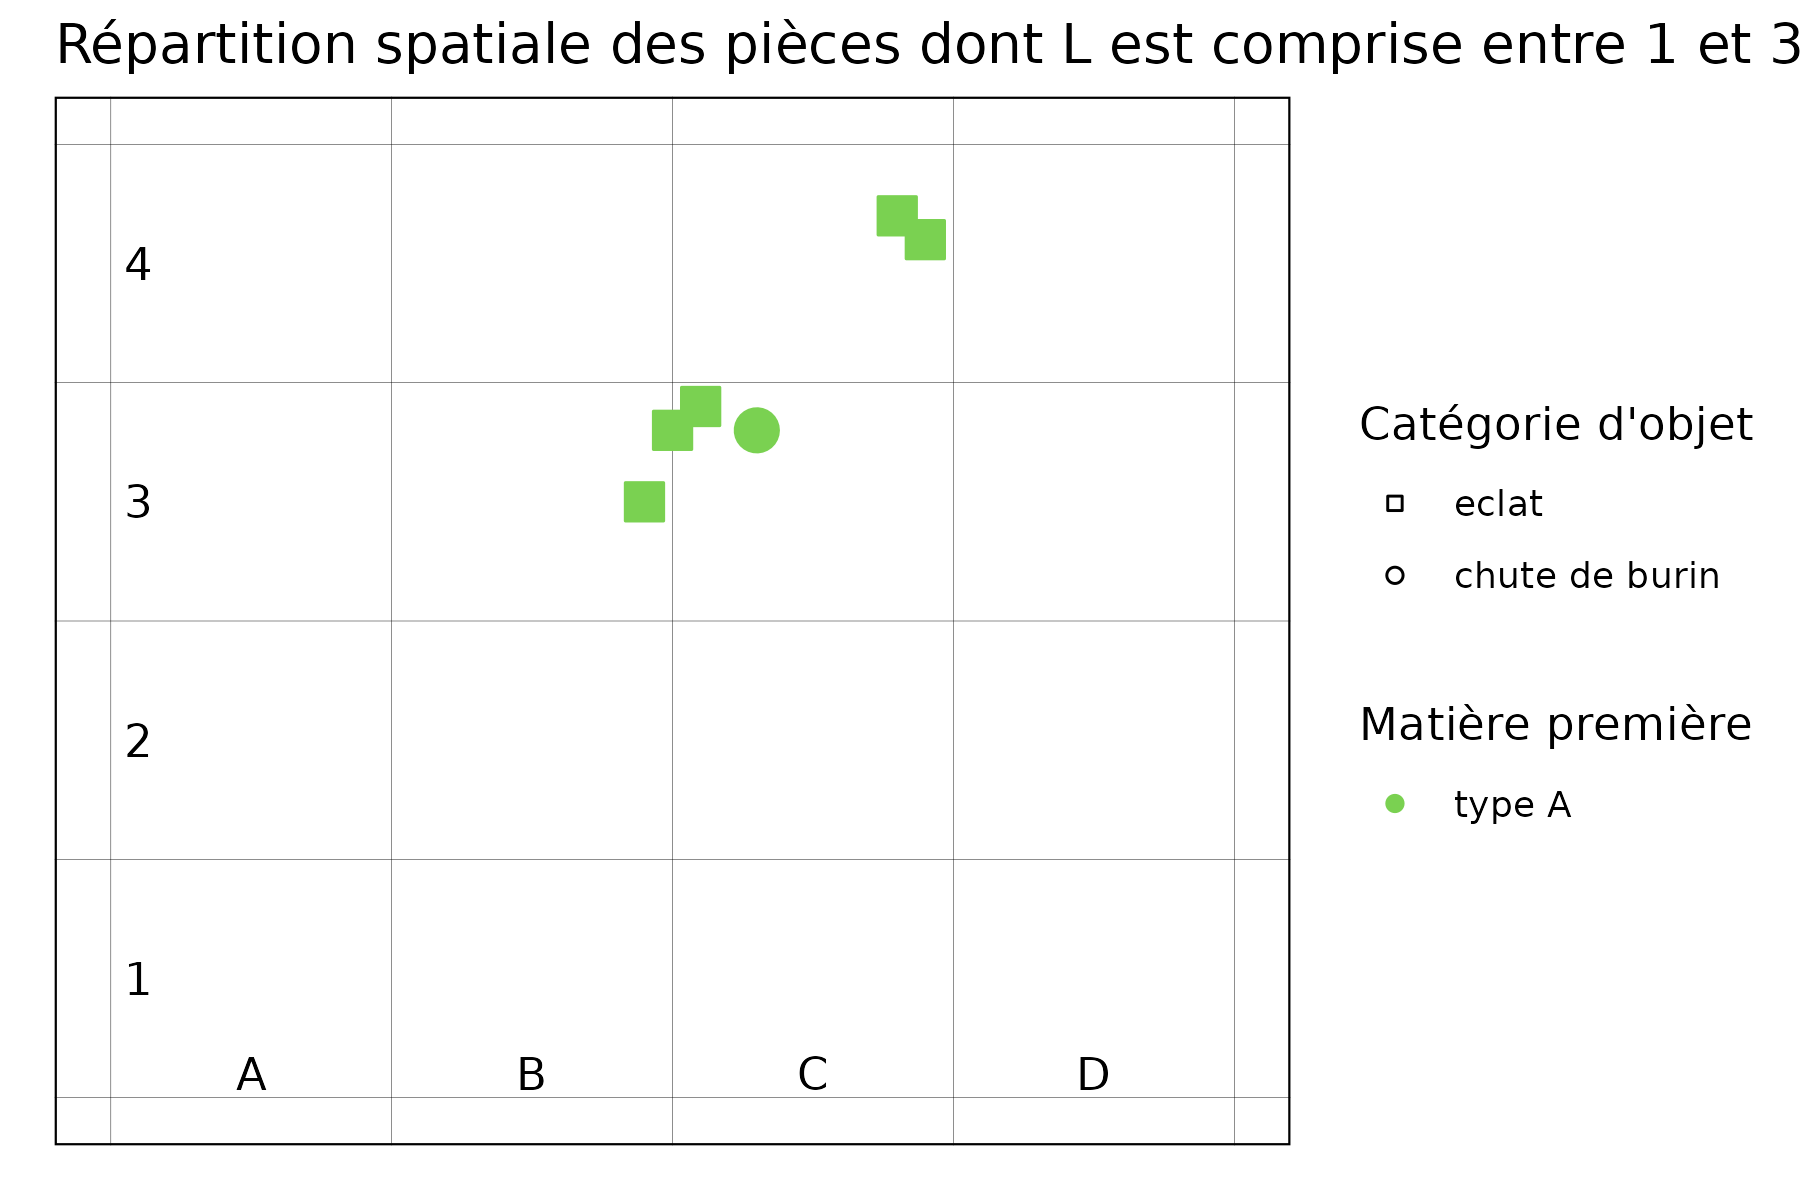 Répartition spatiale des pièces dont L est comprise entre 1 et 3
4
3
2
1
A B C D
Catégorie d'objet
eclat
chute de burin
Matière première
type A